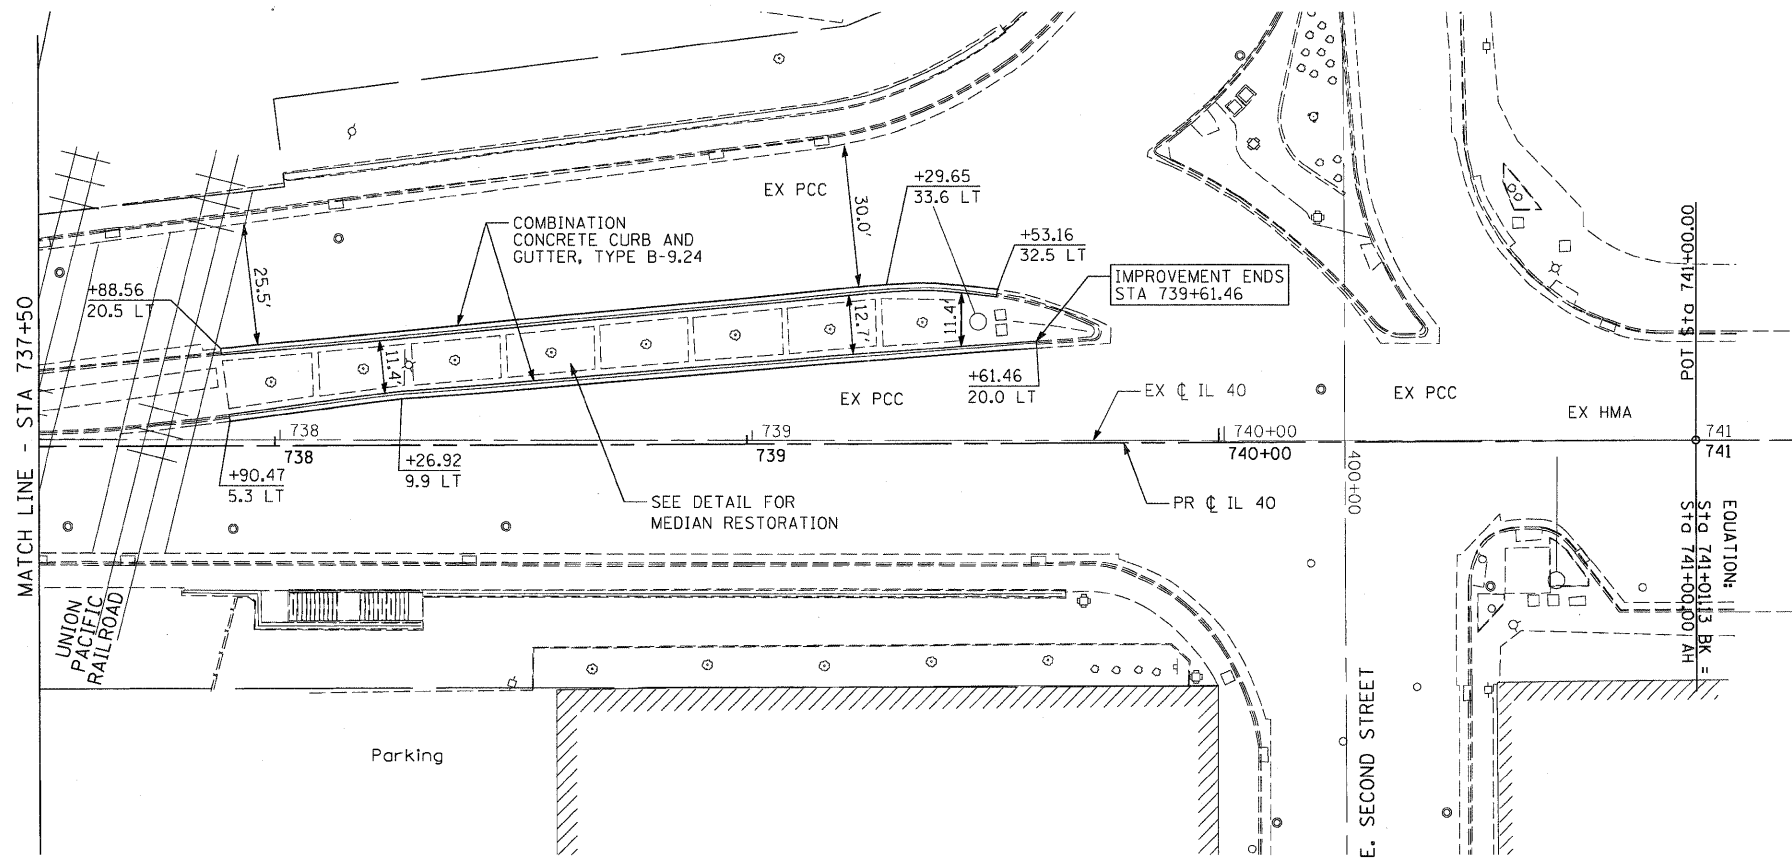 EX PCC
+29.65
33.6 LT
COMBINATION
CONCRETE CURB AND
GUTTER, TYPE B-9.24
30.0'
+53.16
32.5 LT
POT Sta 741+00.00
25.5'
IMPROVEMENT ENDS
STA 739+61.46
+88.56
20.5 LT
MATCH LINE - STA 737+50
12.7'
11.4'
11.4'
+61.46
20.0 LT
EX PCC
EX ℄ IL 40
EX PCC
EX HMA
738
739
740+00
741
738
739
740+00
741
+26.92
9.9 LT
+90.47
5.3 LT
SEE DETAIL FOR
MEDIAN RESTORATION
PR ℄ IL 40
400+00
EQUATION:
Sta 741+01.13 BK =
Sta 741+00.00 AH
UNION
PACIFIC
RAILROAD
E. SECOND STREET
Parking